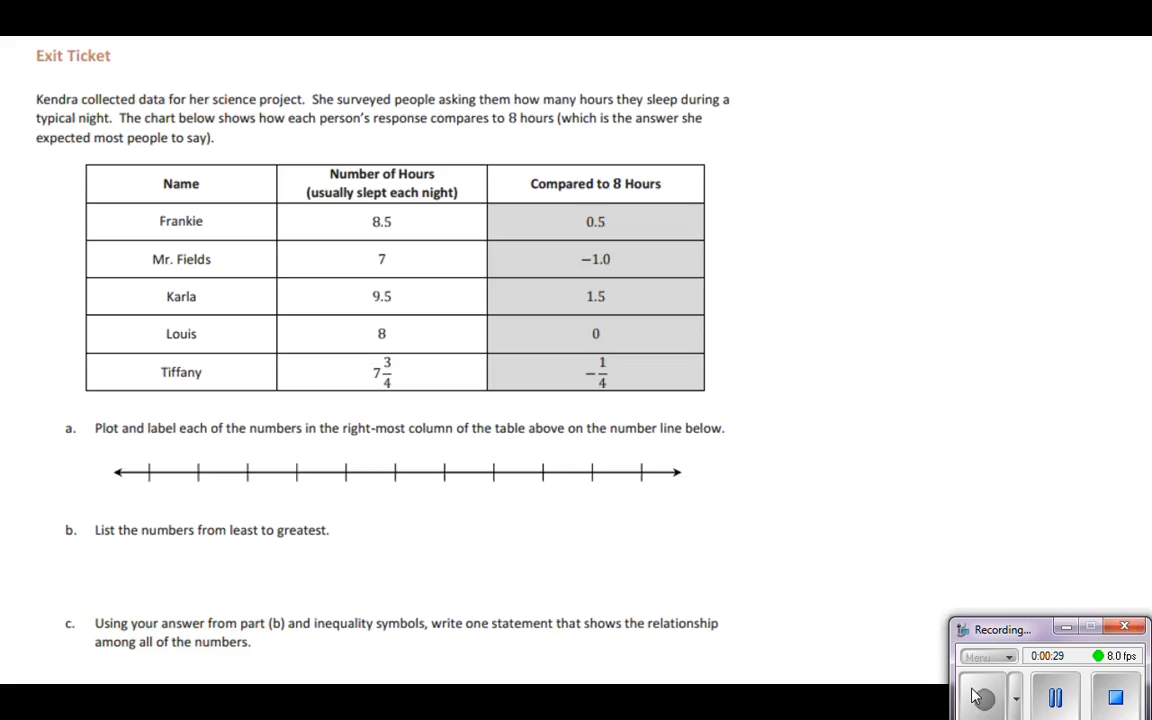 Exit Ticket
Kendra collected data for her science project. She surveyed people asking them how many hours they sleep during a
typical night. The chart below shows how each person's response compares to 8 hours (which is the answer she
expected most people to say).
Name
Number of Hours
(usually slept each night)
Compared to 8 Hours
Frankie 8.5 0.5
Mr. Fields 7 −1.0
Karla 9.5 1.5
Louis 8 0
Tiffany 7 3/4 −1/4
a. Plot and label each of the numbers in the right-most column of the table above on the number line below.
b. List the numbers from least to greatest.
c. Using your answer from part (b) and inequality symbols, write one statement that shows the relationship
among all of the numbers.
Recording...
Menu 0:00:29 8.0 fps